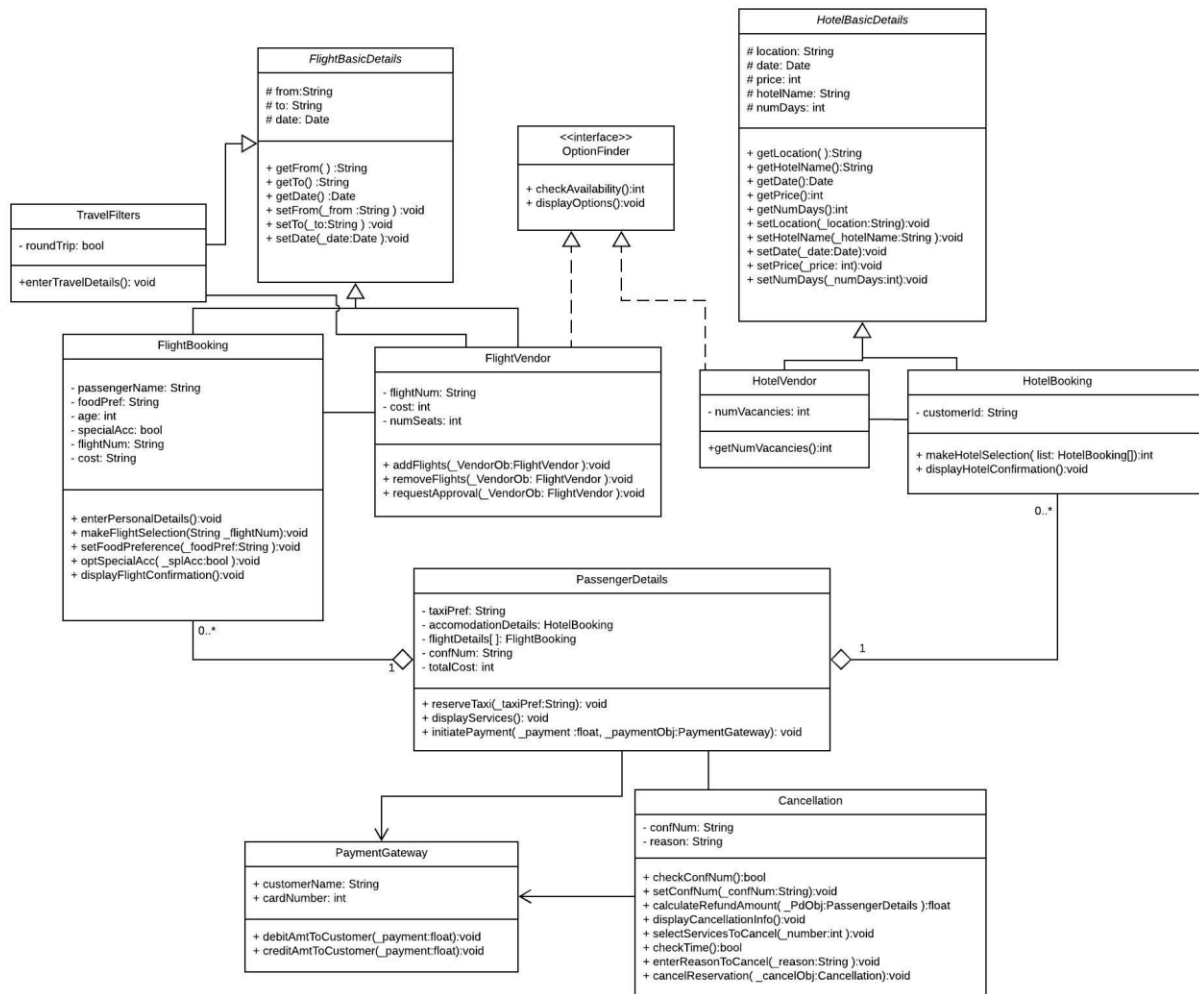 HotelBasicDetails
# location: String
# date: Date
# price: int
# hotelName: String
# numDays: int
+ getLocation( ):String
+ getHotelName():String
+ getDate():Date
+ getPrice():int
+ getNumDays():int
+ setLocation(_location:String):void
+ setHotelName(_hotelName:String ):void
+ setDate(_date:Date):void
+ setPrice(_price: int):void
+ setNumDays(_numDays:int):void
FlightBasicDetails
# from:String
# to: String
# date: Date
+ getFrom( ) :String
+ getTo() :String
+ getDate() :Date
+ setFrom(_from :String ) :void
+ setTo(_to:String ) :void
+ setDate(_date:Date ):void
<<interface>>
OptionFinder
+ checkAvailability():int
+ displayOptions():void
TravelFilters
- roundTrip: bool
+enterTravelDetails(): void
FlightBooking
- passengerName: String
- foodPref: String
- age: int
- specialAcc: bool
- flightNum: String
- cost: String
+ enterPersonalDetails():void
+ makeFlightSelection(String _flightNum):void
+ setFoodPreference(_foodPref:String ):void
+ optSpecialAcc( _splAcc:bool ):void
+ displayFlightConfirmation():void
FlightVendor
- flightNum: String
- cost: int
- numSeats: int
+ addFlights(_VendorOb:FlightVendor ):void
+ removeFlights(_VendorOb: FlightVendor ):void
+ requestApproval(_VendorOb: FlightVendor ):void
HotelVendor
- numVacancies: int
+getNumVacancies():int
HotelBooking
- customerId: String
+ makeHotelSelection( list: HotelBooking[]):int
+ displayHotelConfirmation():void
0..*
0..*
1
1
PassengerDetails
- taxiPref: String
- accomodationDetails: HotelBooking
- flightDetails[ ]: FlightBooking
- confNum: String
- totalCost: int
+ reserveTaxi(_taxiPref:String): void
+ displayServices(): void
+ initiatePayment( _payment :float, _paymentObj:PaymentGateway): void
PaymentGateway
+ customerName: String
+ cardNumber: int
+ debitAmtToCustomer(_payment:float):void
+ creditAmtToCustomer(_payment:float):void
Cancellation
- confNum: String
- reason: String
+ checkConfNum():bool
+ setConfNum(_confNum:String):void
+ calculateRefundAmount( _PdObj:PassengerDetails ):float
+ displayCancellationInfo():void
+ selectServicesToCancel(_number:int ):void
+ checkTime():bool
+ enterReasonToCancel(_reason:String ):void
+ cancelReservation( _cancelObj:Cancellation):void